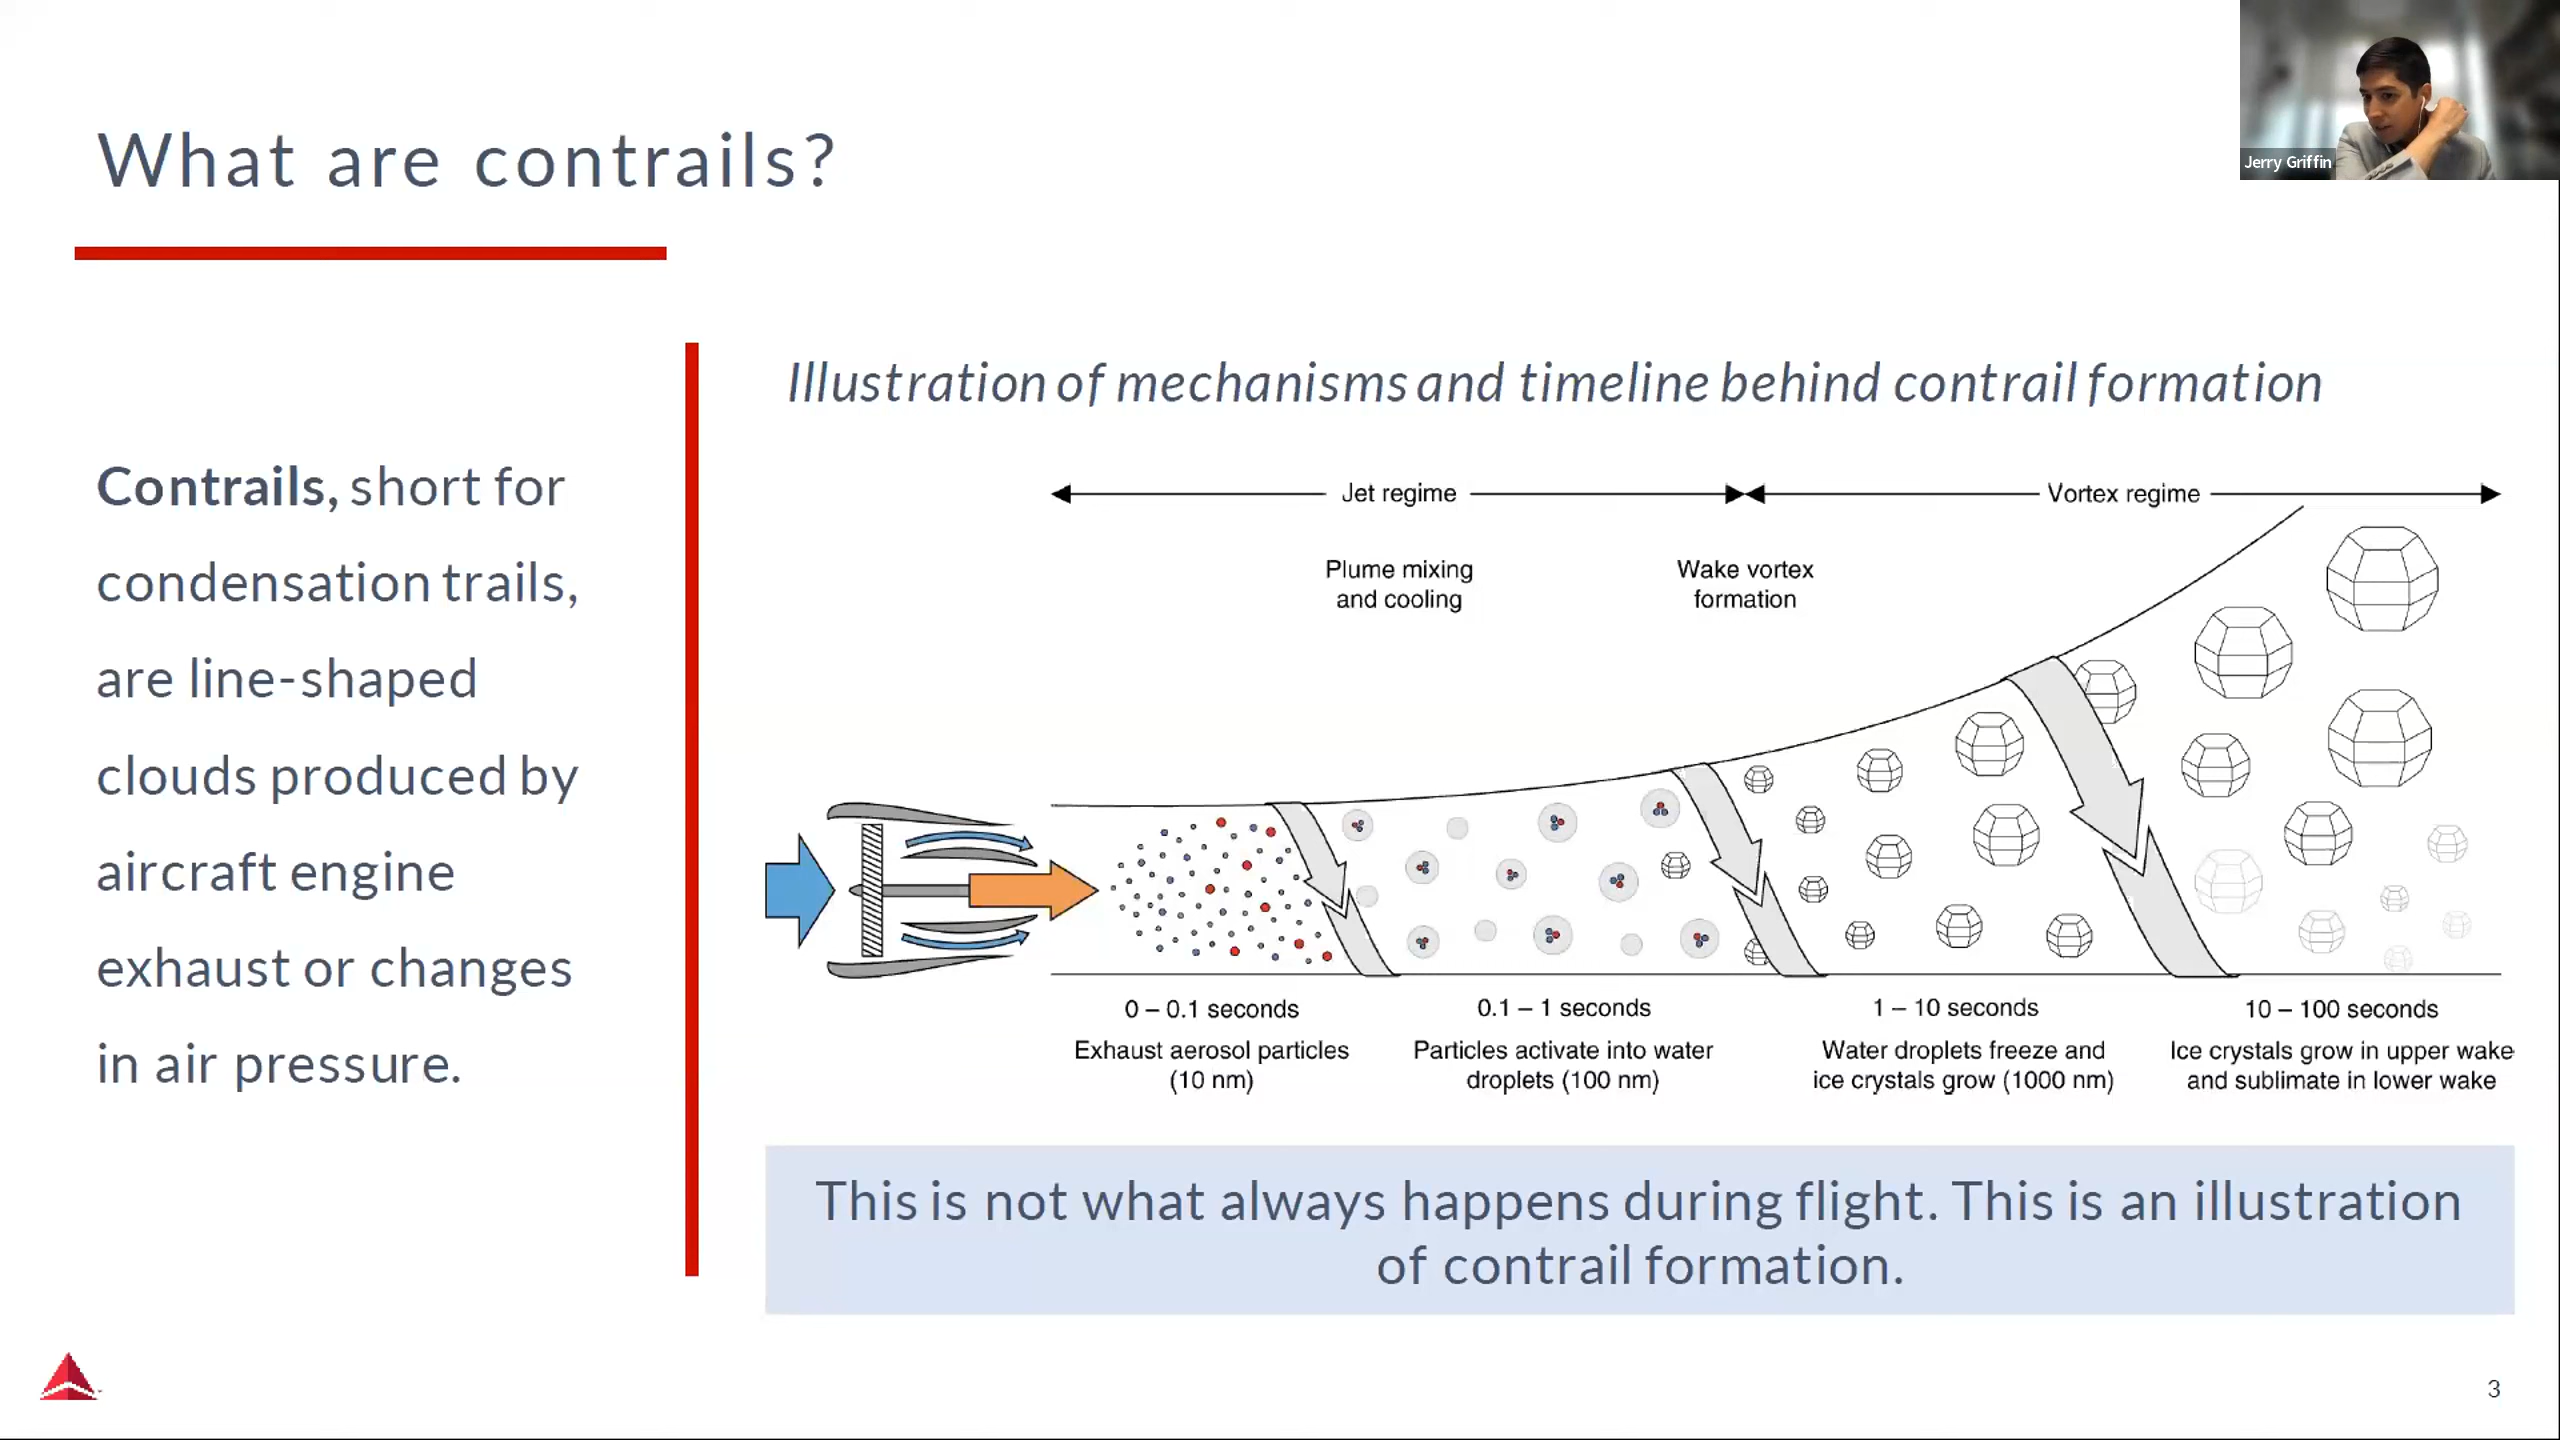 Jerry Griffin
What are contrails?
Contrails, short for
condensation trails,
are line-shaped
clouds produced by
aircraft engine
exhaust or changes
in air pressure.
Illustration of mechanisms and timeline behind contrail formation
Jet regime
Vortex regime
Plume mixing
and cooling
Wake vortex
formation
0 – 0.1 seconds
Exhaust aerosol particles
(10 nm)
0.1 – 1 seconds
Particles activate into water
droplets (100 nm)
1 – 10 seconds
Water droplets freeze and
ice crystals grow (1000 nm)
10 – 100 seconds
Ice crystals grow in upper wake
and sublimate in lower wake
This is not what always happens during flight. This is an illustration
of contrail formation.
3